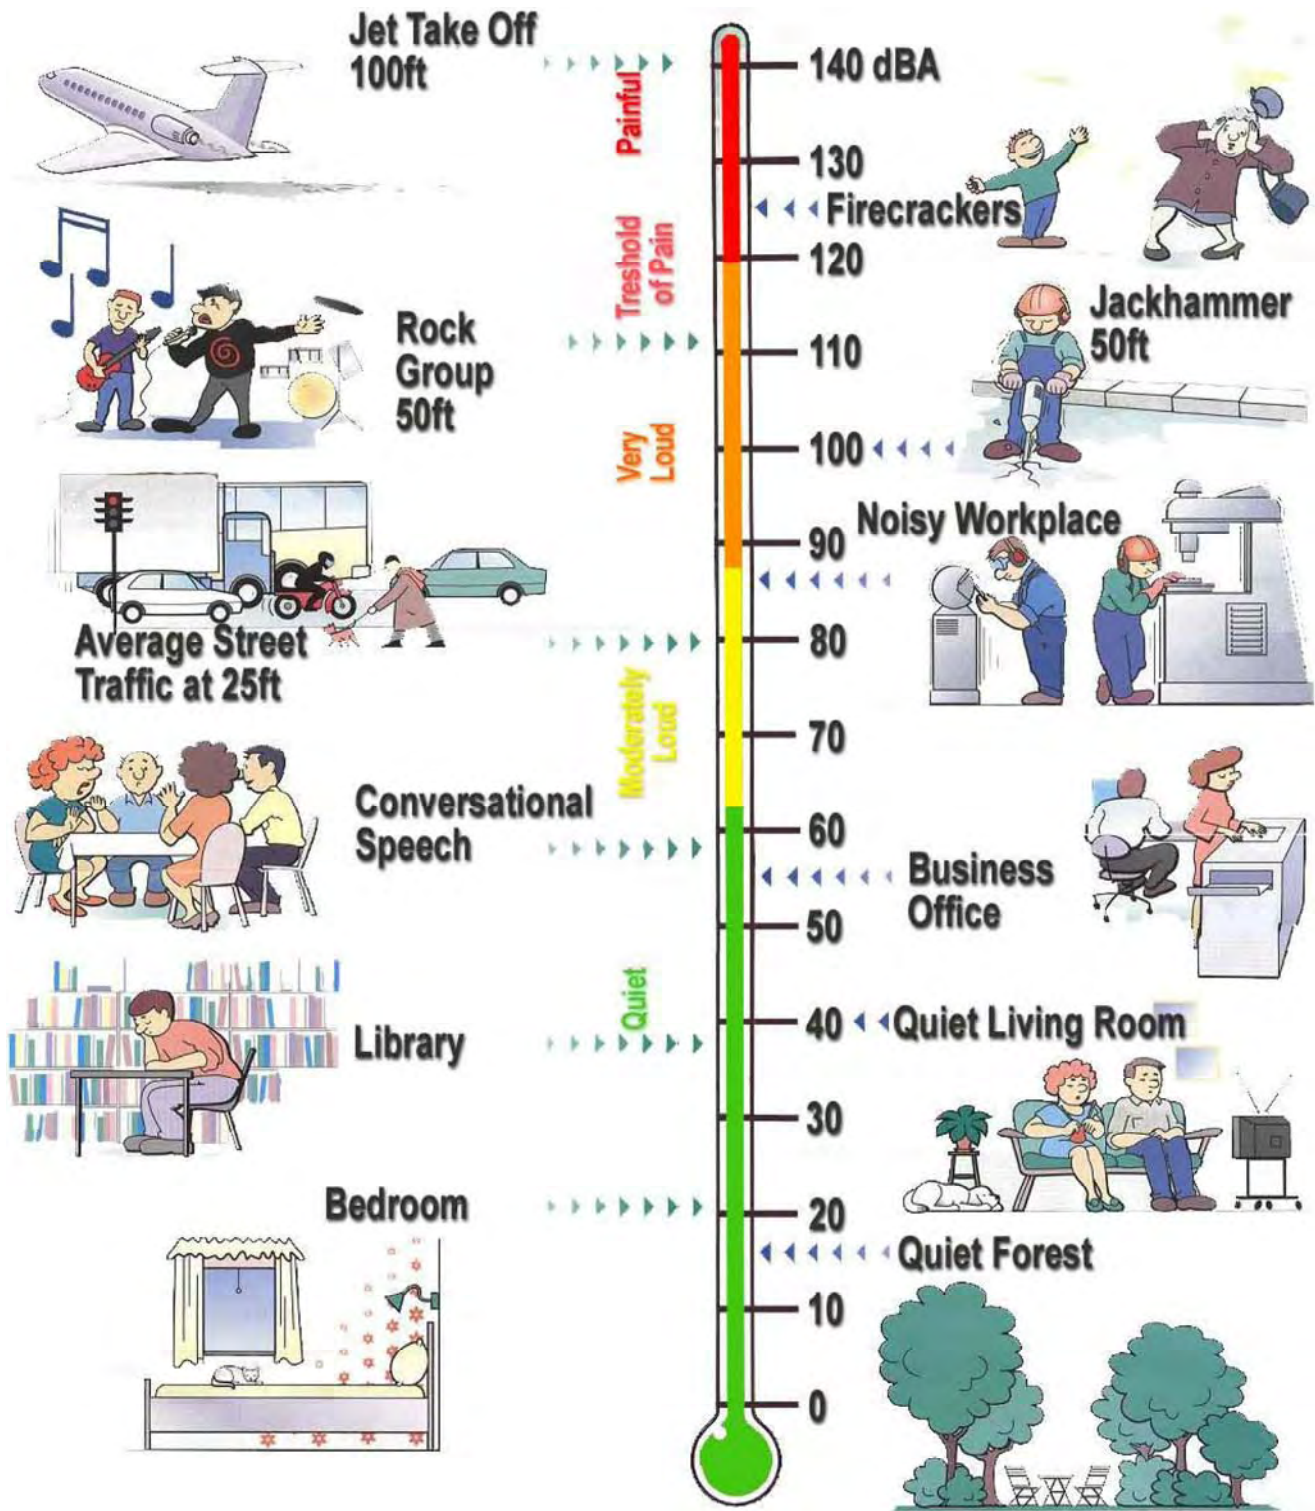 Jet Take Off
100ft
140 dBA
Painful
130
Firecrackers
120
Treshold
of Pain
Jackhammer
50ft
Rock
Group
50ft
110
Very
Loud
100
Noisy Workplace
90
Average Street
Traffic at 25ft
80
Moderately
Loud
70
Conversational
Speech
60
Business
Office
50
Quiet
Library
40
Quiet Living Room
30
Bedroom
20
Quiet Forest
10
0